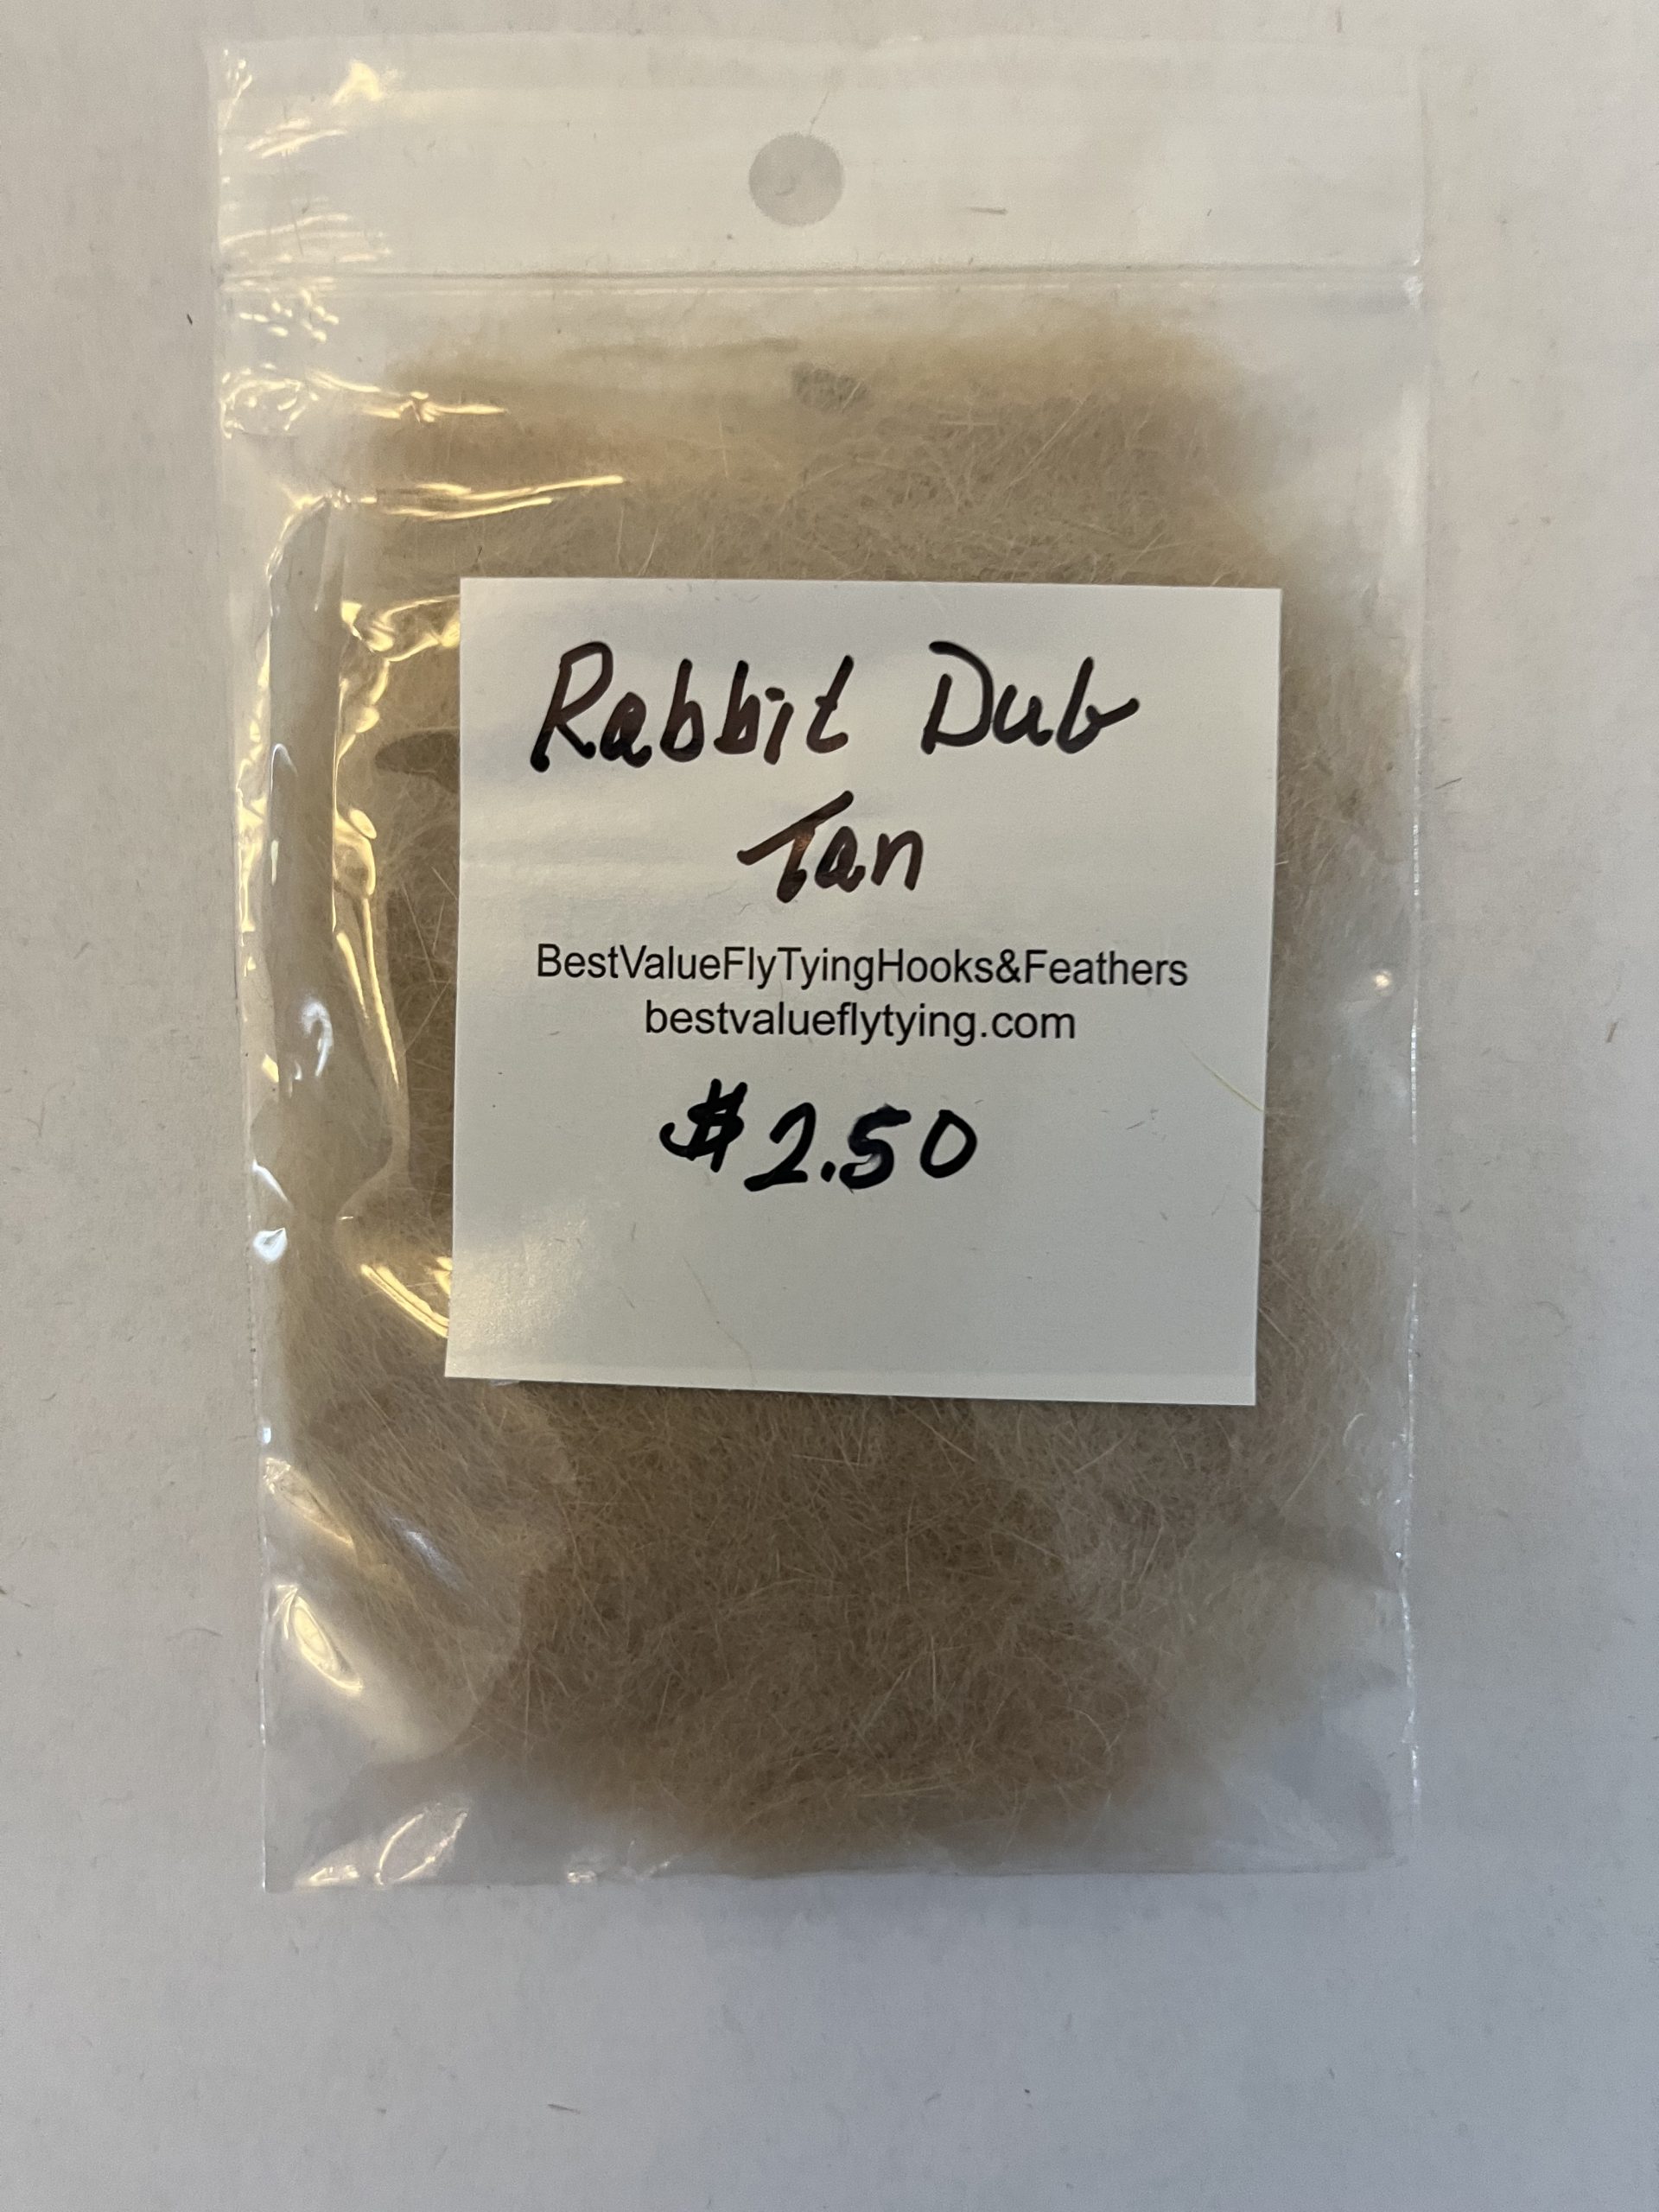 Rabbit Dub
Tan
BestValueFlyTyingHooks&Feathers
bestvalueflytying.com
$2.50